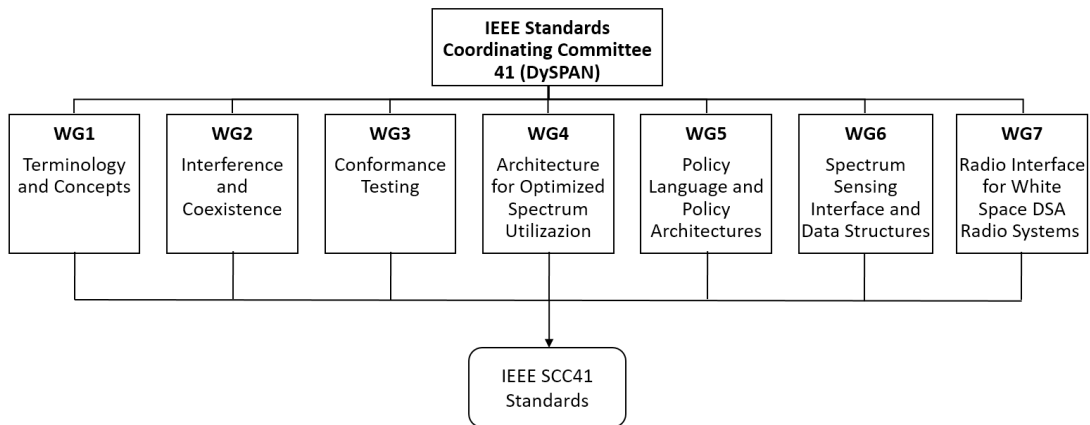 IEEE Standards
Coordinating Committee
41 (DySPAN)
WG1
Terminology
and Concepts
WG2
Interference
and
Coexistence
WG3
Conformance
Testing
WG4
Architecture
for Optimized
Spectrum
Utilizazion
WG5
Policy
Language and
Policy
Architectures
WG6
Spectrum
Sensing
Interface and
Data Structures
WG7
Radio Interface
for White
Space DSA
Radio Systems
IEEE SCC41
Standards